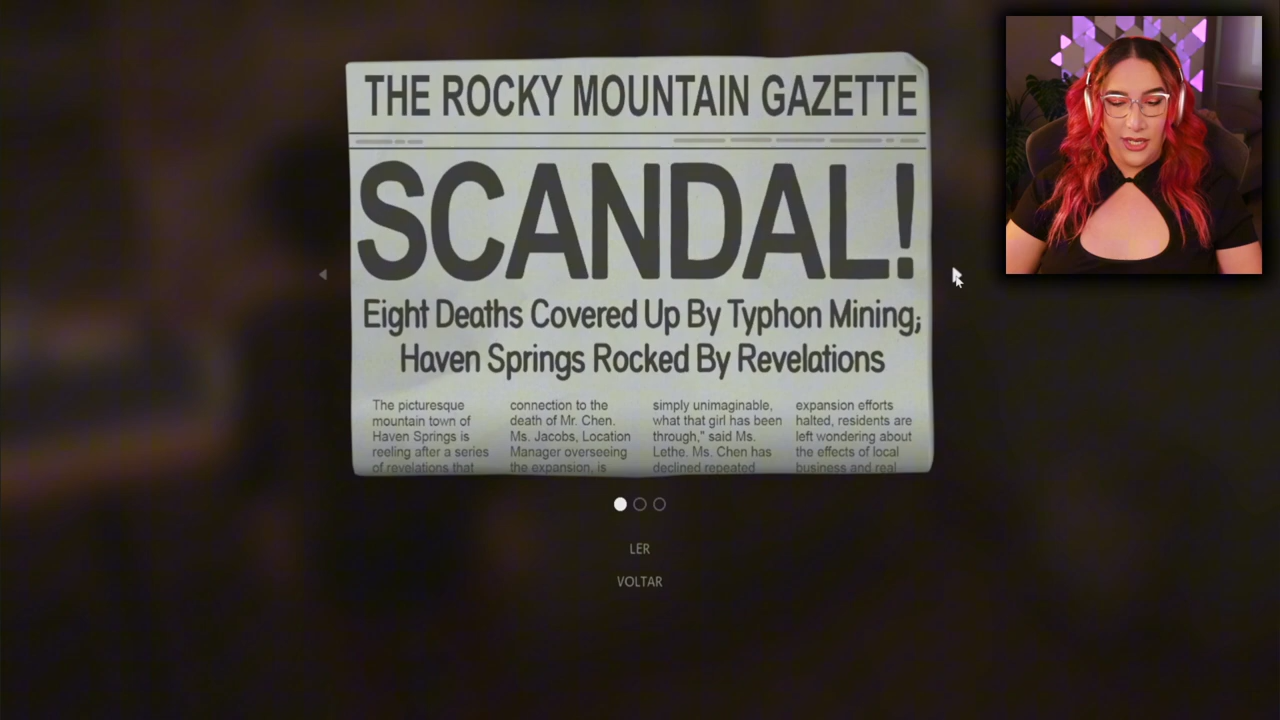 THE ROCKY MOUNTAIN GAZETTE
SCANDAL!
Eight Deaths Covered Up By Typhon Mining;
Haven Springs Rocked By Revelations
The picturesque
mountain town of
Haven Springs is
reeling after a series
of revelations that
connection to the
death of Mr. Chen.
Ms. Jacobs, Location
Manager overseeing
the expansion, is
simply unimaginable,
what that girl has been
through," said Ms.
Lethe. Ms. Chen has
declined repeated
expansion efforts
halted, residents are
left wondering about
the effects of local
business and real
LER
VOLTAR